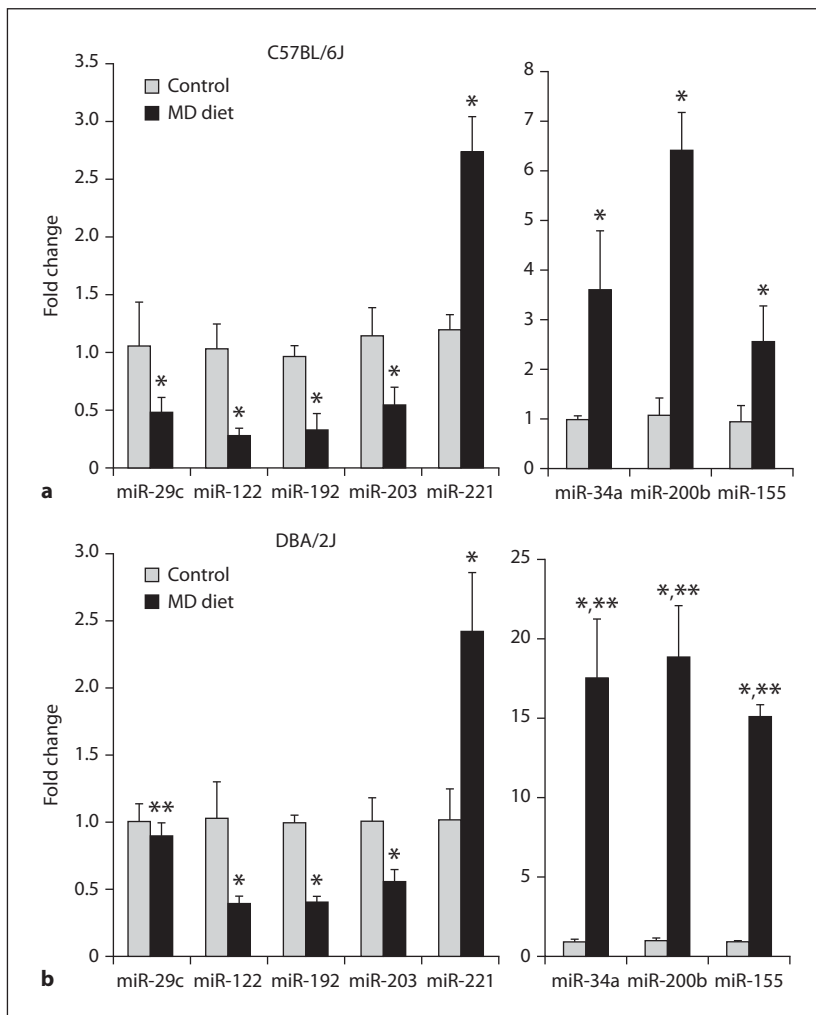 C57BL/6J
Fold change
3.5
3.0
2.5
2.0
1.5
1.0
0.5
0
Control
MD diet
*
*
*
*
*
miR-29c
miR-122
miR-192
miR-203
miR-221
8
7
6
5
4
3
2
1
0
*
*
*
miR-34a
miR-200b
miR-155
a
DBA/2J
Fold change
3.0
2.5
2.0
1.5
1.0
0.5
0
Control
MD diet
**
*
*
*
*
miR-29c
miR-122
miR-192
miR-203
miR-221
25
20
15
10
5
0
*,**
*,**
*,**
miR-34a
miR-200b
miR-155
b